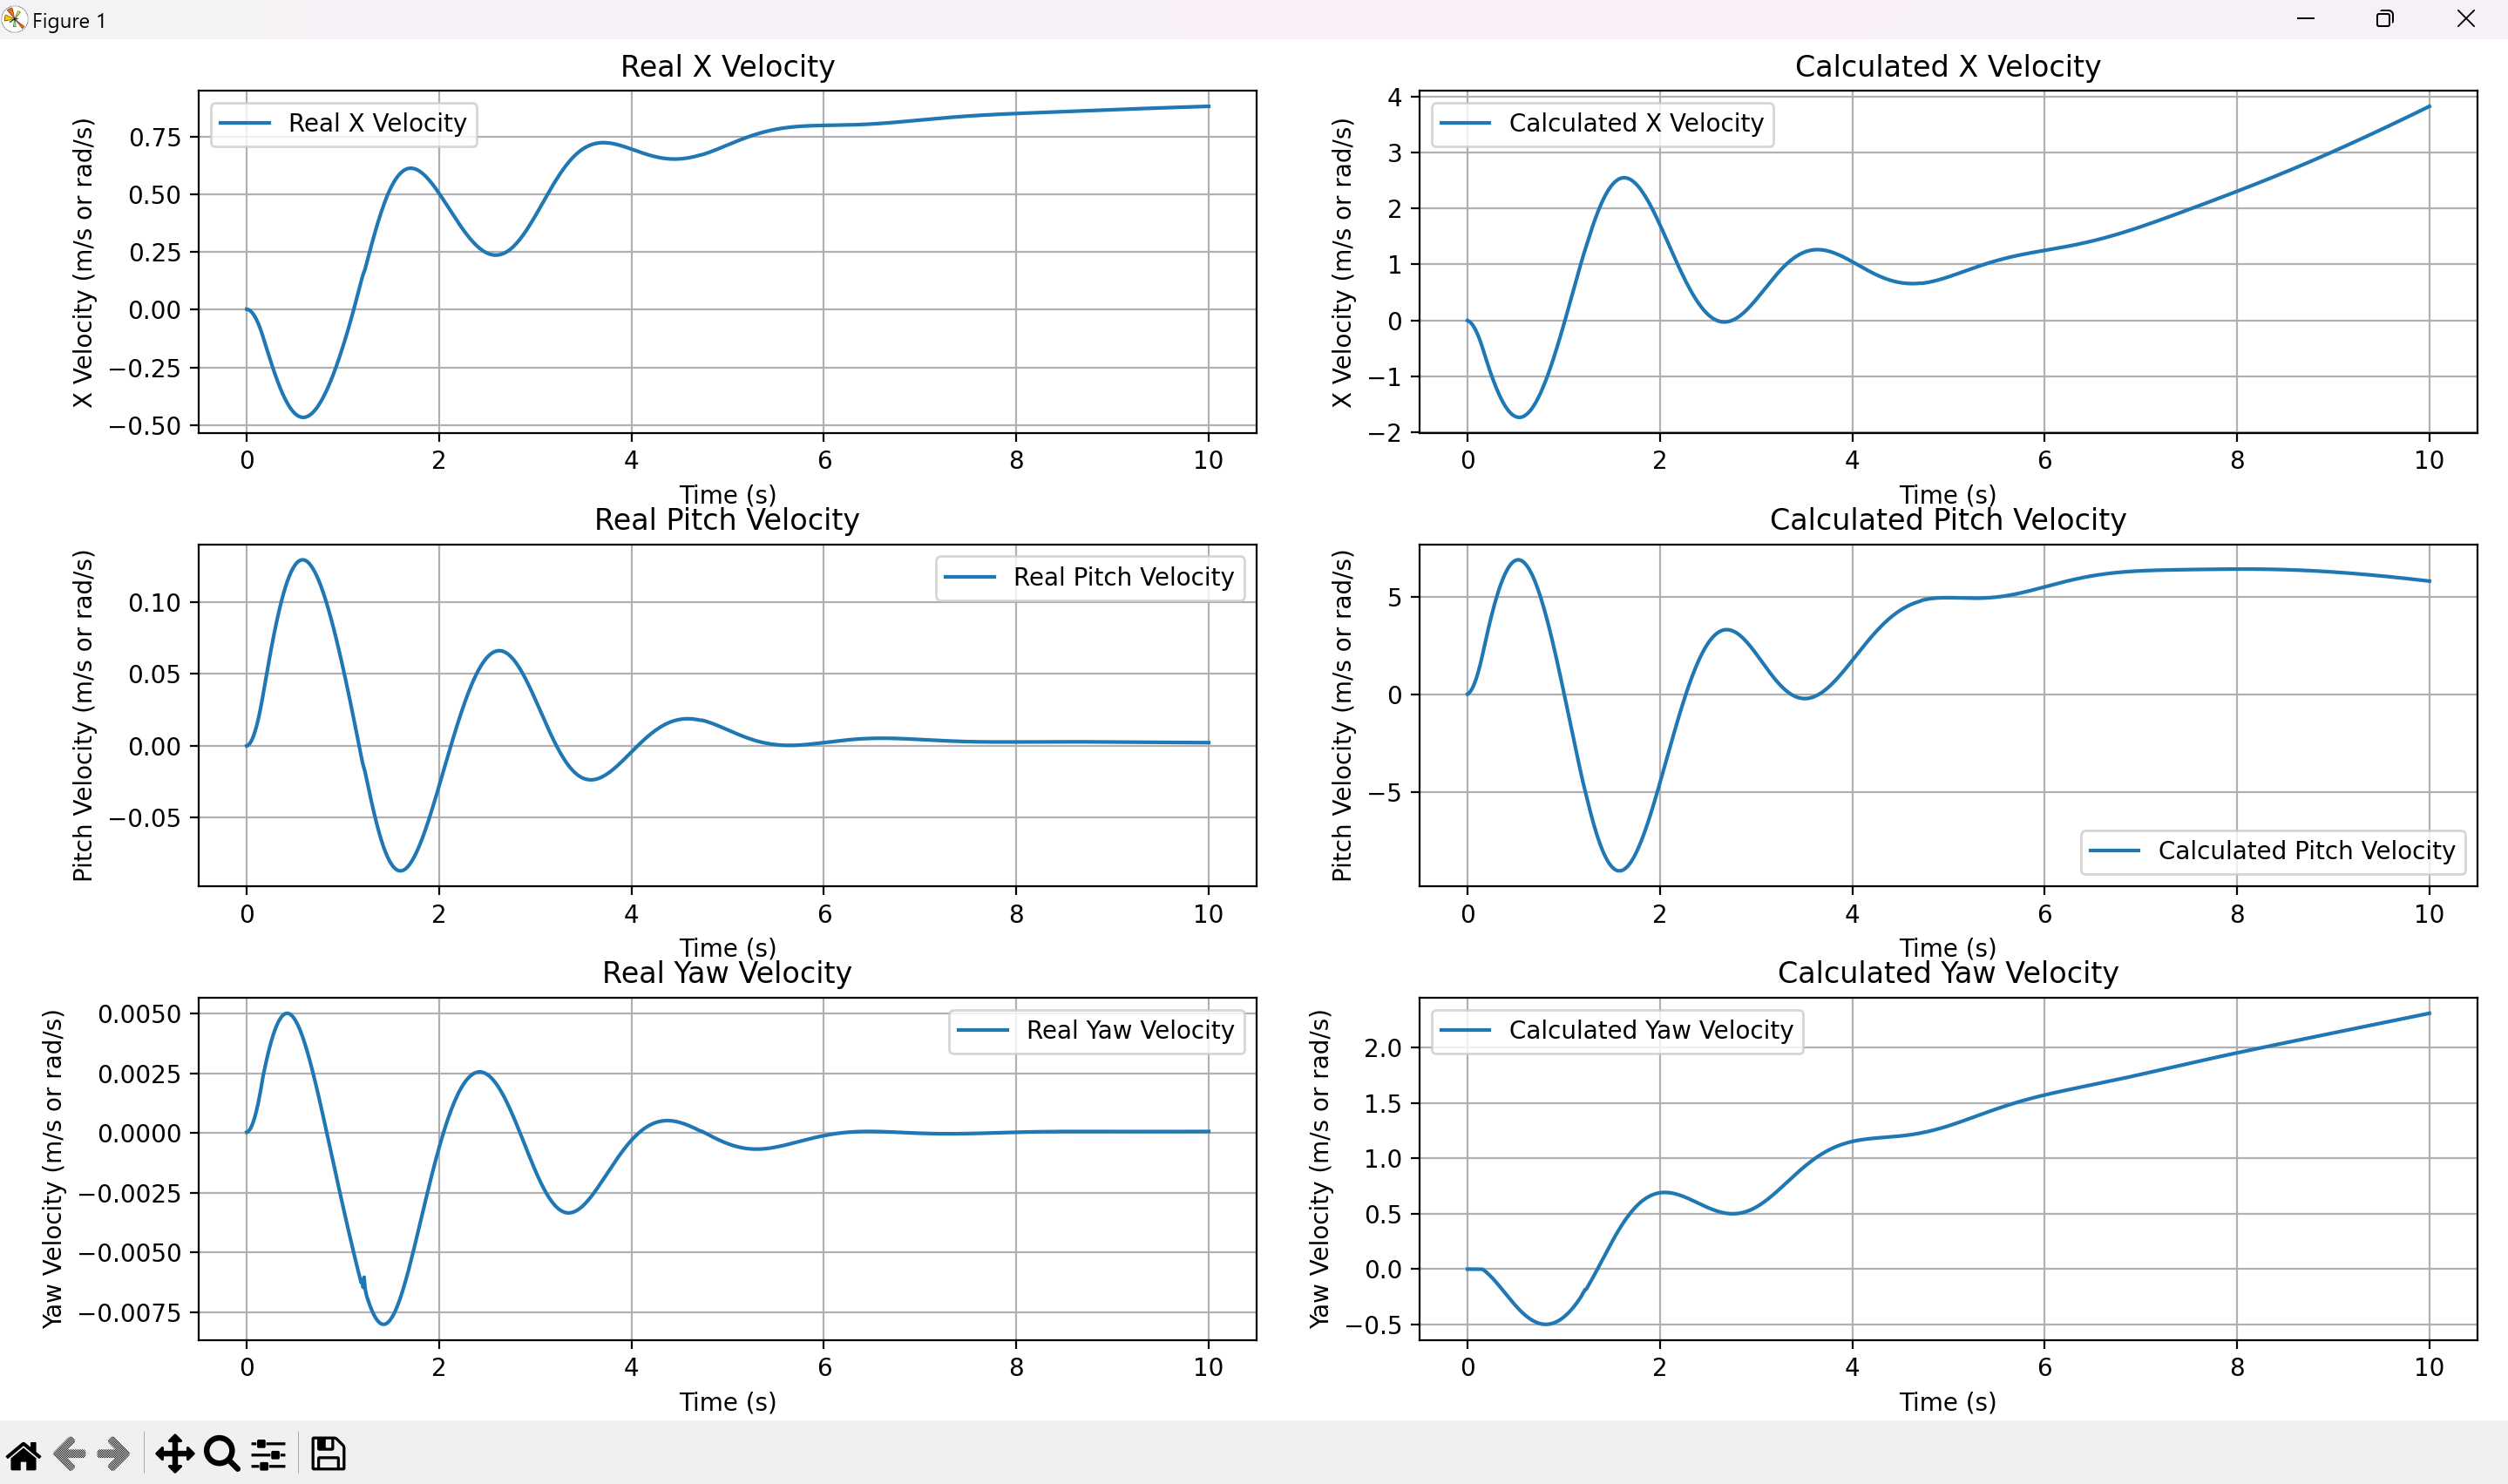 Figure 1
Real X Velocity
X Velocity (m/s or rad/s)
0.75
0.50
0.25
0.00
−0.25
−0.50
Real X Velocity
0 2 4 6 8 10
Time (s)
Calculated X Velocity
X Velocity (m/s or rad/s)
4
3
2
1
0
−1
−2
Calculated X Velocity
0 2 4 6 8 10
Time (s)
Real Pitch Velocity
Pitch Velocity (m/s or rad/s)
0.10
0.05
0.00
−0.05
Real Pitch Velocity
0 2 4 6 8 10
Time (s)
Calculated Pitch Velocity
Pitch Velocity (m/s or rad/s)
5
0
−5
Calculated Pitch Velocity
0 2 4 6 8 10
Time (s)
Real Yaw Velocity
Yaw Velocity (m/s or rad/s)
0.0050
0.0025
0.0000
−0.0025
−0.0050
−0.0075
Real Yaw Velocity
0 2 4 6 8 10
Time (s)
Calculated Yaw Velocity
Yaw Velocity (m/s or rad/s)
2.0
1.5
1.0
0.5
0.0
−0.5
Calculated Yaw Velocity
0 2 4 6 8 10
Time (s)